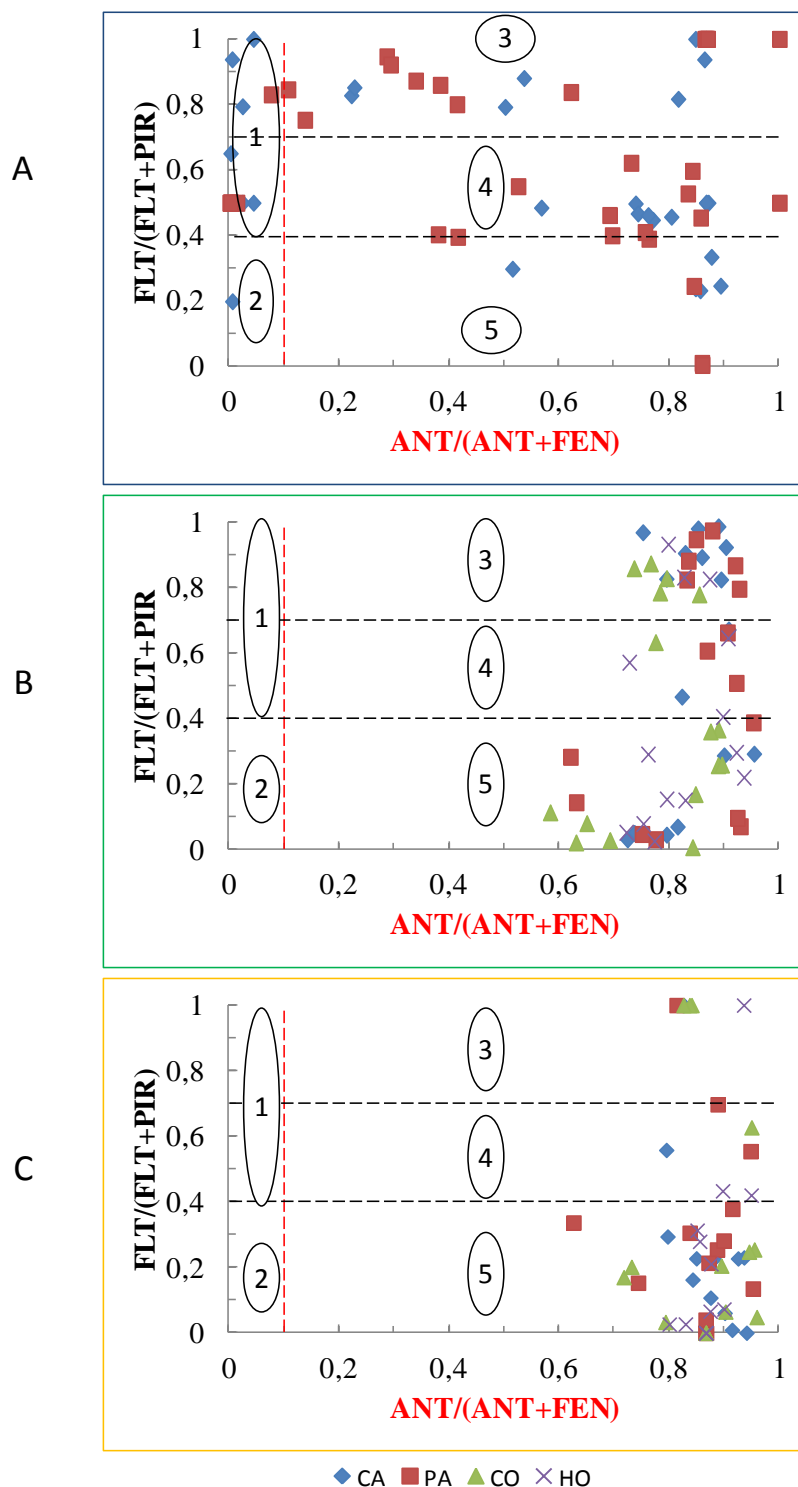 A
FLT/(FLT+PIR)
1
0,8
0,6
0,4
0,2
0
3
1
4
2
5
0 0,2 0,4 0,6 0,8 1
ANT/(ANT+FEN)
B
FLT/(FLT+PIR
1
0,8
0,6
0,4
0,2
0
3
1
4
2
5
0 0,2 0,4 0,6 0,8 1
ANT/(ANT+FEN)
C
FLT/(FLT+PIR)
1
0,8
0,6
0,4
0,2
0
3
1
4
2
5
0 0,2 0,4 0,6 0,8 1
ANT/(ANT+FEN)
CA PA CO HO